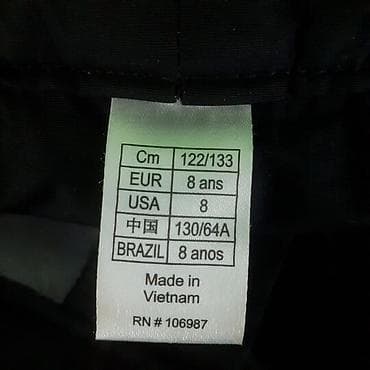 Cm 122/133
EUR 8 ans
USA 8
中国 130/64A
BRAZIL 8 anos
Made in
Vietnam
RN # 106987